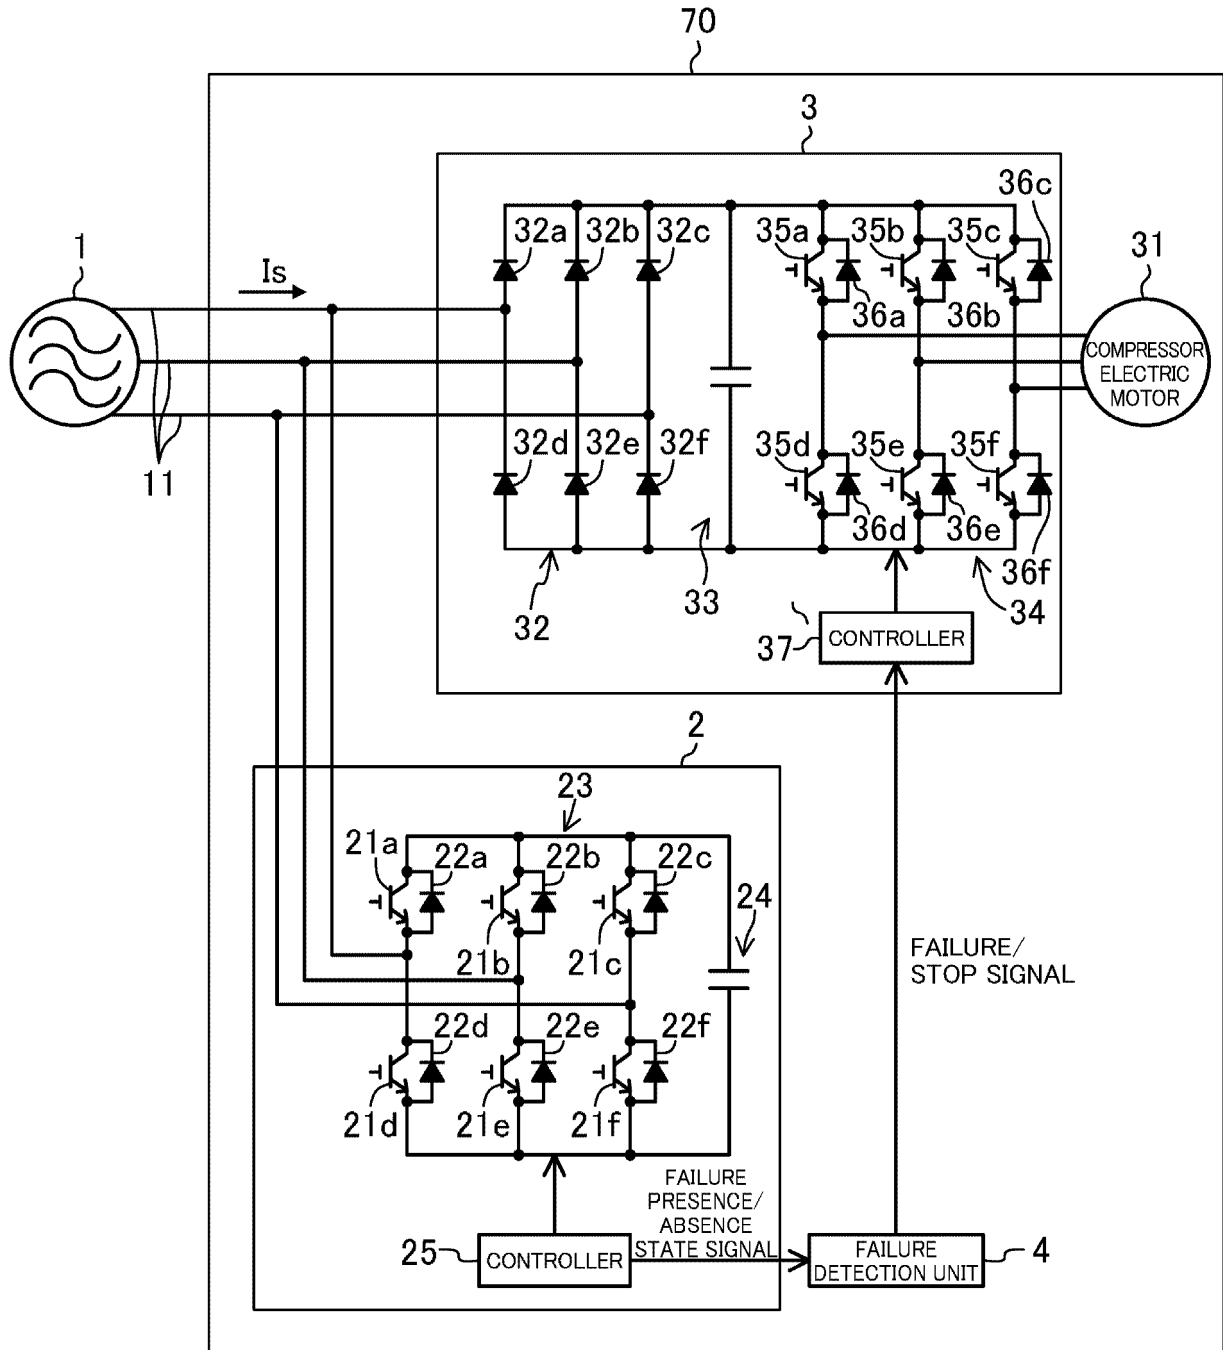 70
3
36c
32a 32b 32c 35a 35b 35c 31
1 Is
36a 36b
COMPRESSOR
ELECTRIC
MOTOR
32d 32e 32f 35d 35e 35f
11
36d 36e
33 36f
32 34
37 CONTROLLER
2
23
21a 22a 22b 22c
24
FAILURE/
STOP SIGNAL
21b 21c
22d 22e 22f
21d 21e 21f
FAILURE
PRESENCE/
ABSENCE
STATE SIGNAL
25 CONTROLLER
FAILURE
DETECTION UNIT
4